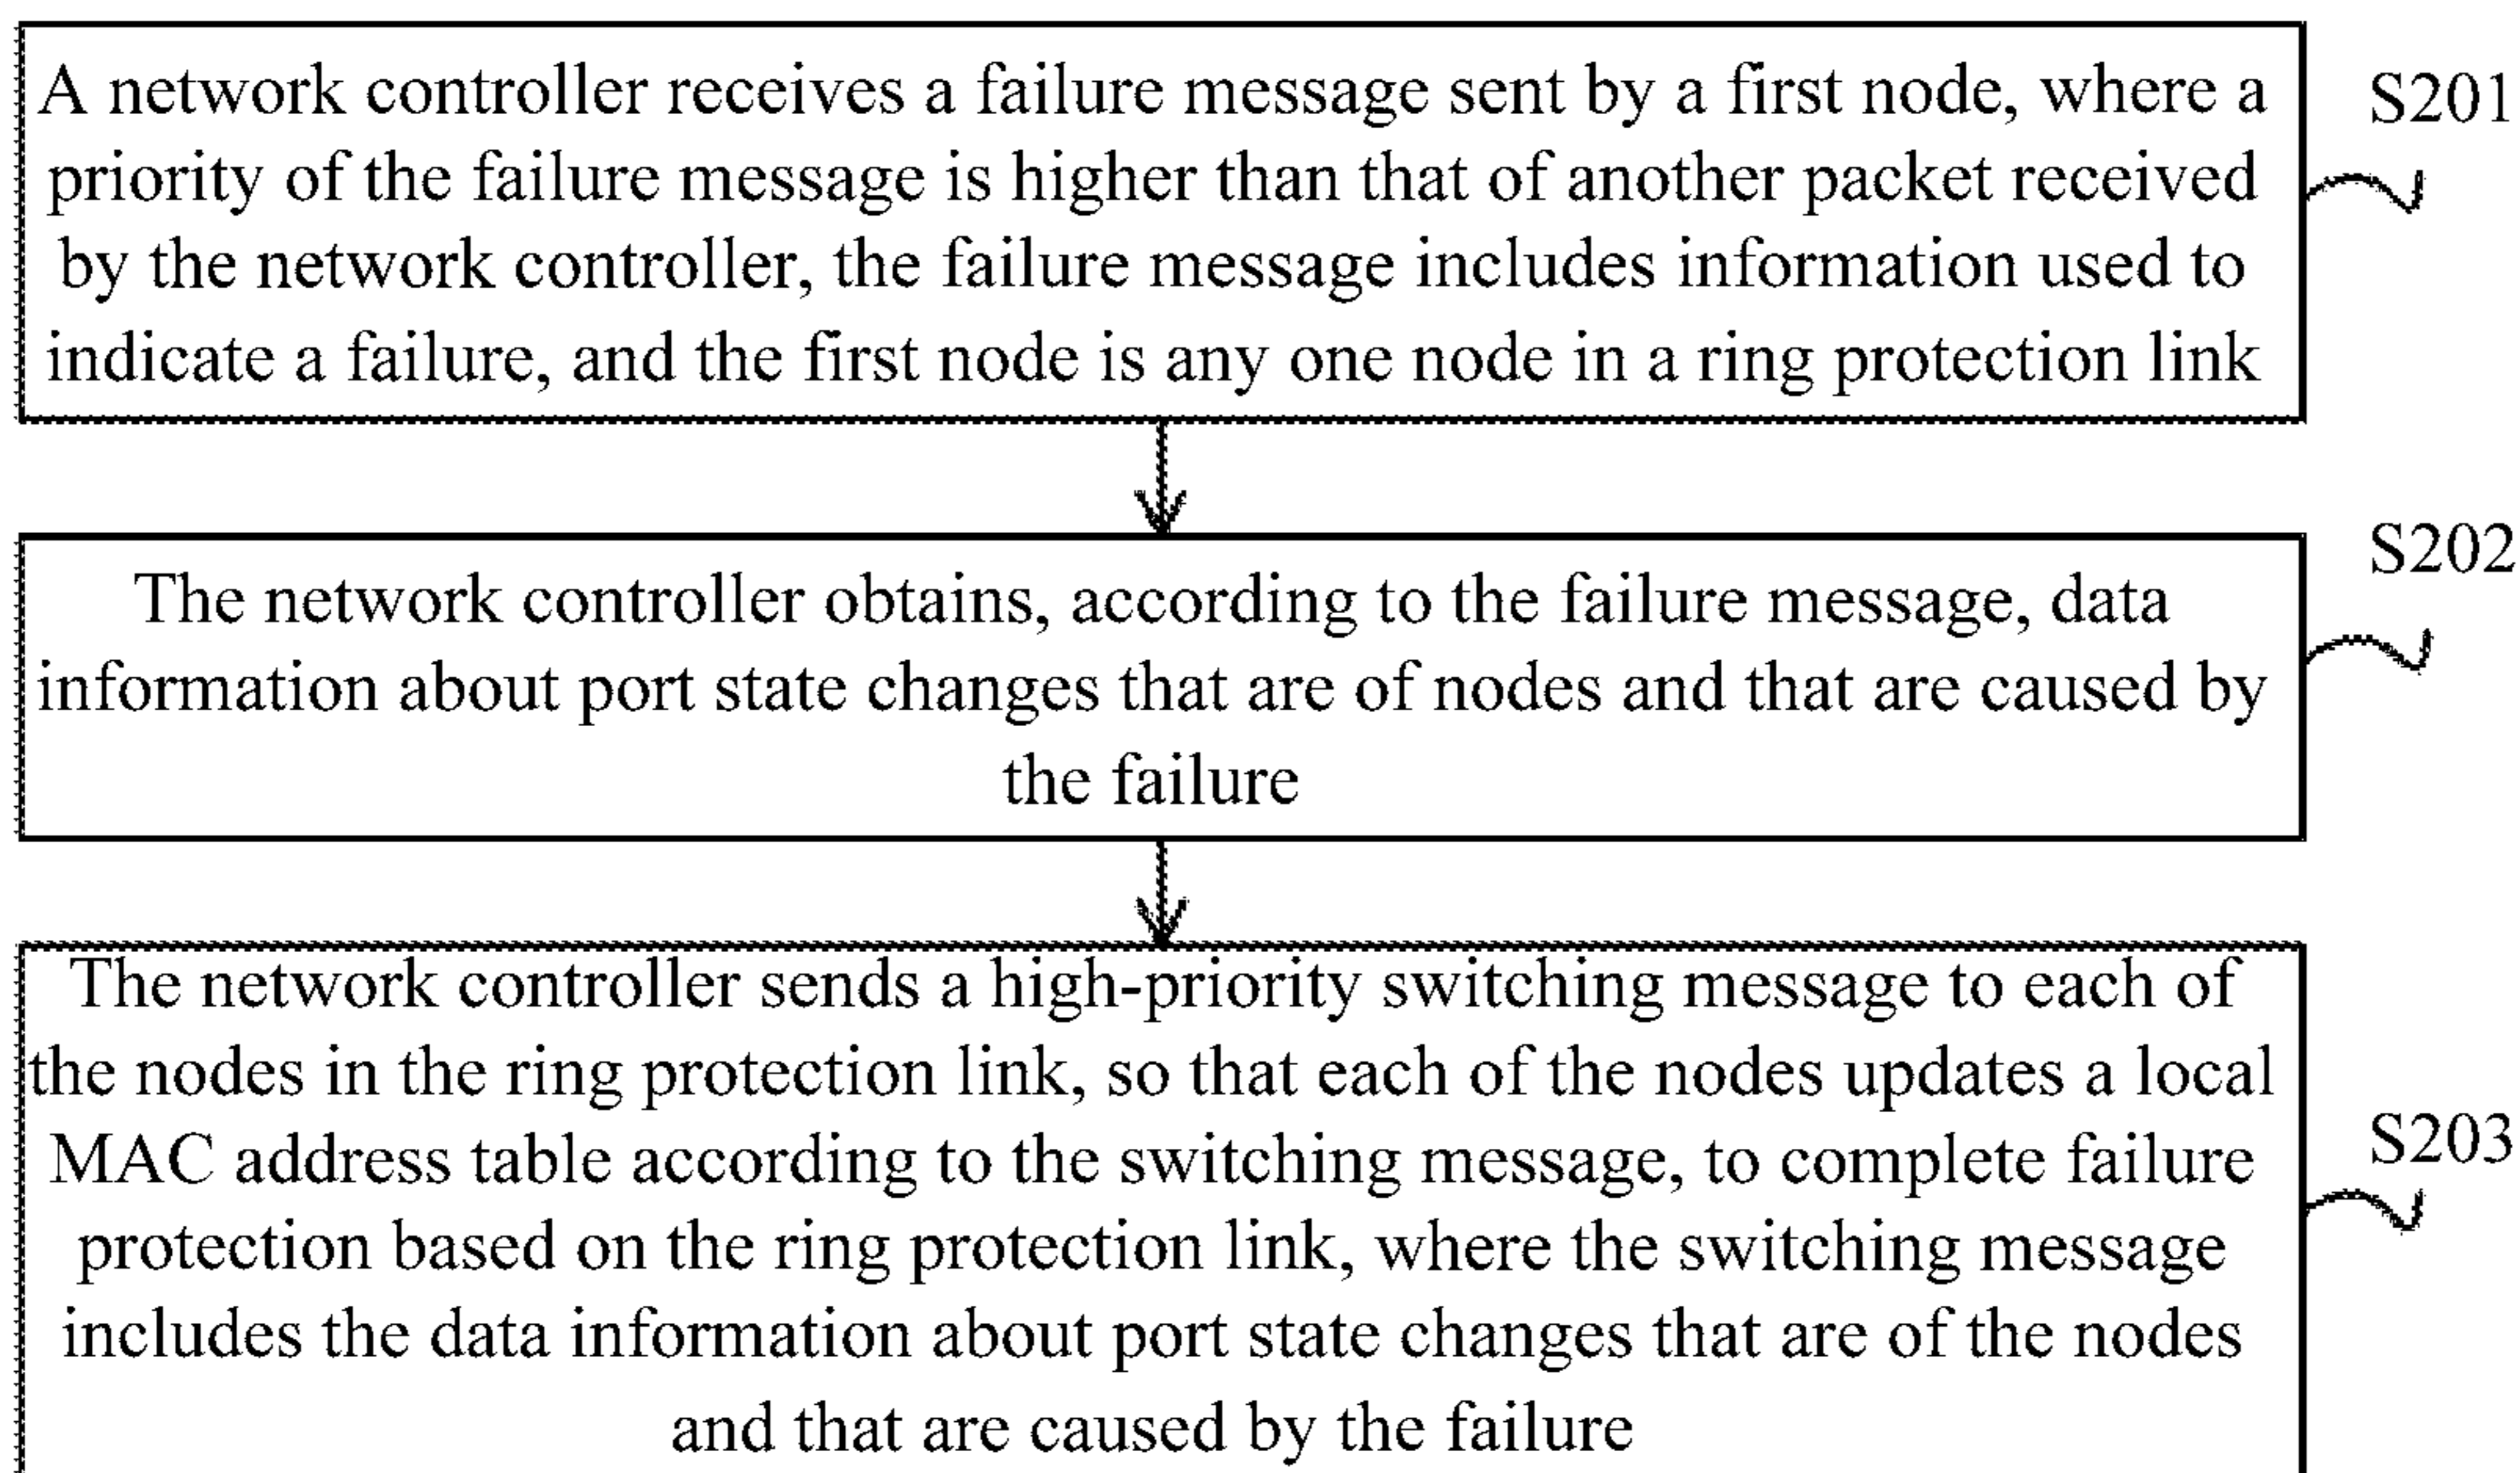 A network controller receives a failure message sent by a first node, where a
priority of the failure message is higher than that of another packet received
by the network controller, the failure message includes information used to
indicate a failure, and the first node is any one node in a ring protection link
S201
The network controller obtains, according to the failure message, data
information about port state changes that are of nodes and that are caused by
the failure
S202
The network controller sends a high-priority switching message to each of
the nodes in the ring protection link, so that each of the nodes updates a local
MAC address table according to the switching message, to complete failure
protection based on the ring protection link, where the switching message
includes the data information about port state changes that are of the nodes
and that are caused by the failure
S203